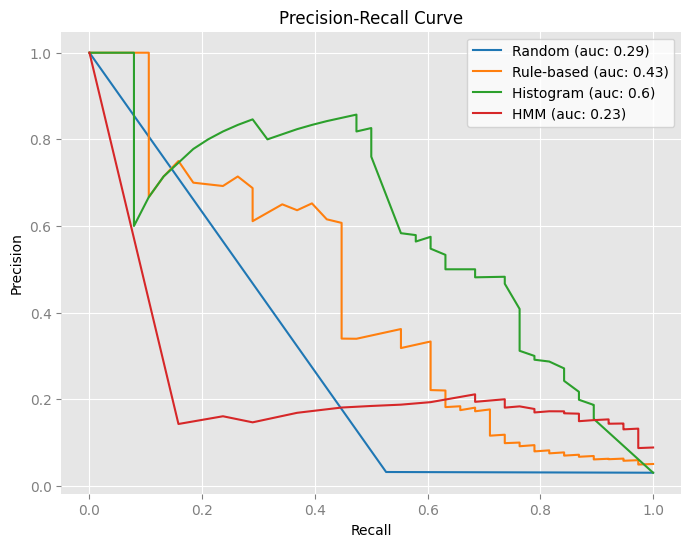 Precision-Recall Curve
Random (auc: 0.29)
Rule-based (auc: 0.43)
Histogram (auc: 0.6)
HMM (auc: 0.23)
Precision
1.0
0.8
0.6
0.4
0.2
0.0
0.0 0.2 0.4 0.6 0.8 1.0
Recall